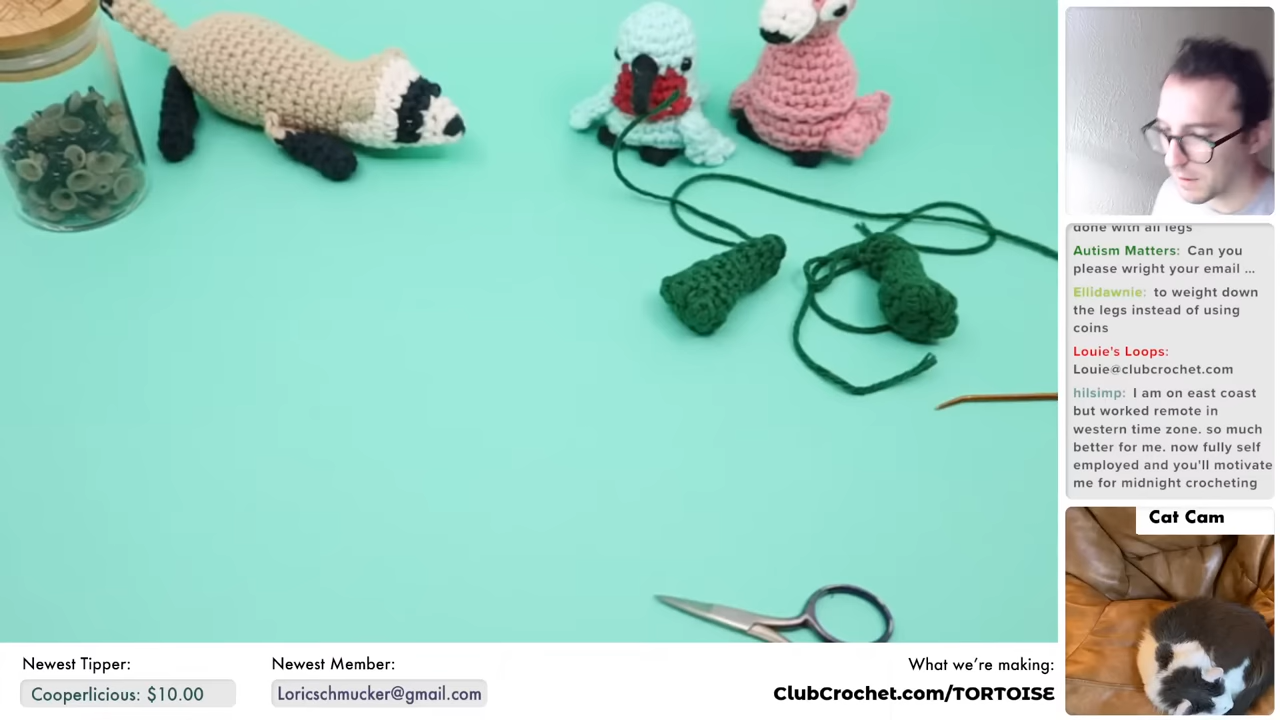 done with all legs
Autism Matters: Can you
please wright your email ...
Ellidawnie: to weight down
the legs instead of using
coins
Louie's Loops:
Louie@clubcrochet.com
hilsimp: I am on east coast
but worked remote in
western time zone. so much
better for me. now fully self
employed and you'll motivate
me for midnight crocheting
Cat Cam
Newest Tipper:
Cooperlicious: $10.00
Newest Member:
Loricschmucker@gmail.com
What we're making:
ClubCrochet.com/TORTOISE